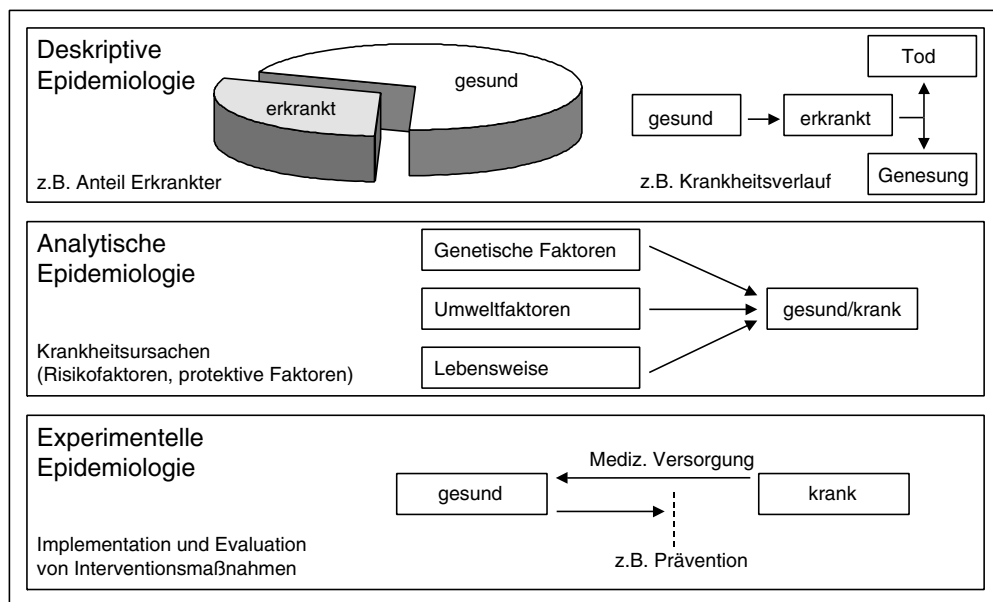 Deskriptive
Epidemiologie
gesund
erkrankt
z.B. Anteil Erkrankter
Tod
gesund
erkrankt
Genesung
z.B. Krankheitsverlauf
Analytische
Epidemiologie
Krankheitsursachen
(Risikofaktoren, protektive Faktoren)
Genetische Faktoren
Umweltfaktoren
Lebensweise
gesund/krank
Experimentelle
Epidemiologie
Implementation und Evaluation
von Interventionsmaßnahmen
Mediz. Versorgung
gesund
krank
z.B. Prävention